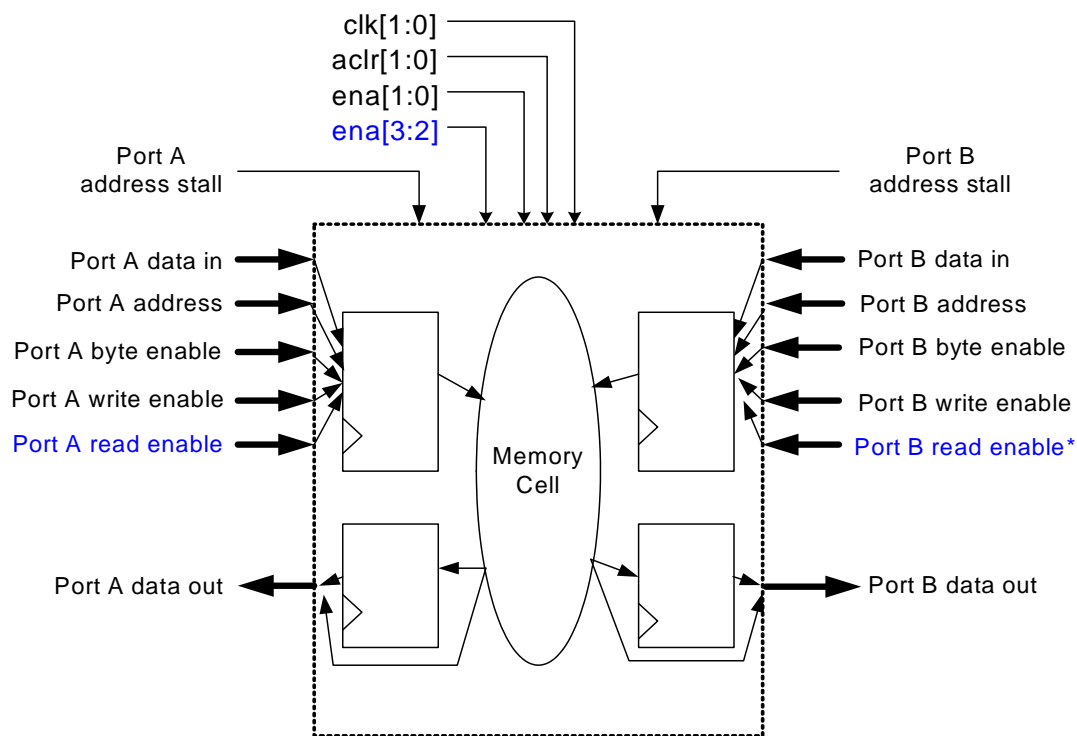 clk[1:0]
aclr[1:0]
ena[1:0]
ena[3:2]
Port A
address stall
Port B
address stall
Port A data in
Port A address
Port A byte enable
Port A write enable
Port A read enable
Port B data in
Port B address
Port B byte enable
Port B write enable
Port B read enable*
Memory
Cell
Port A data out
Port B data out